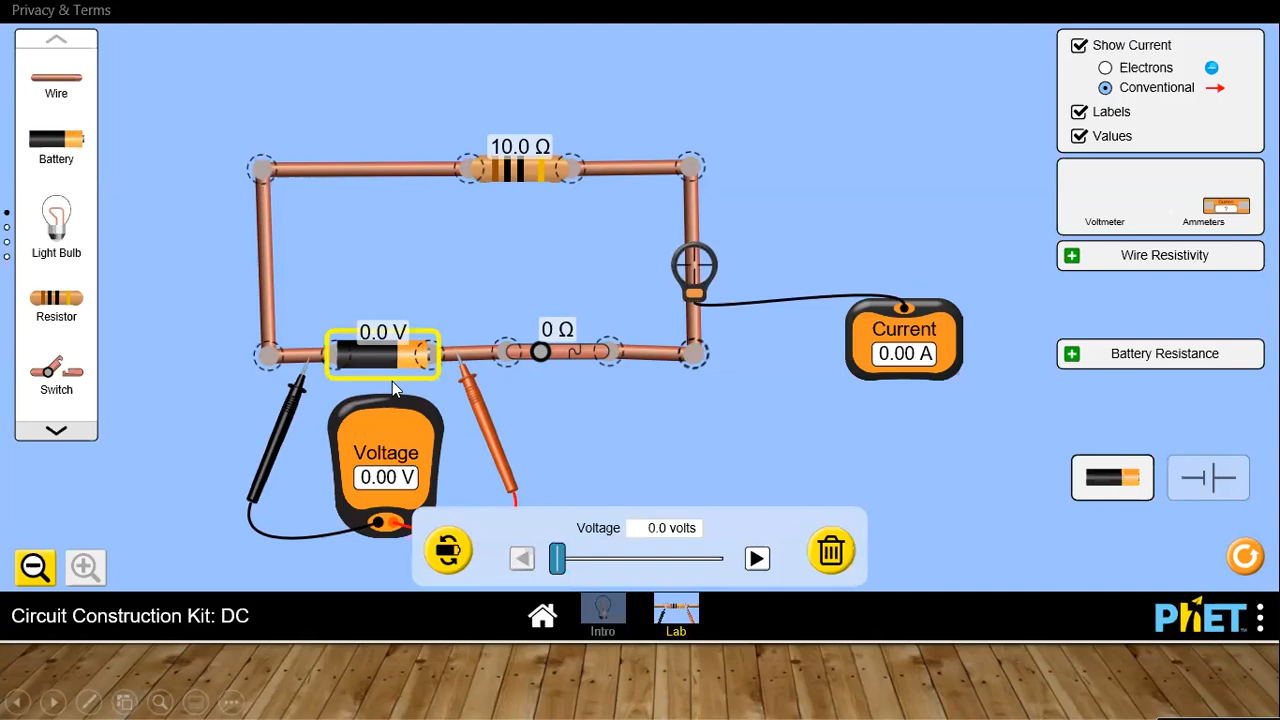 Privacy & Terms
Wire
Battery
Light Bulb
Resistor
Switch
10.0 Ω
0.0 V
0 Ω
Voltage
0.00 V
Current
0.00 A
Show Current
Electrons
Conventional
Labels
Values
Voltmeter
Current
?
Ammeters
Wire Resistivity
Battery Resistance
Voltage
0.0 volts
Circuit Construction Kit: DC
Intro
Lab
PhET